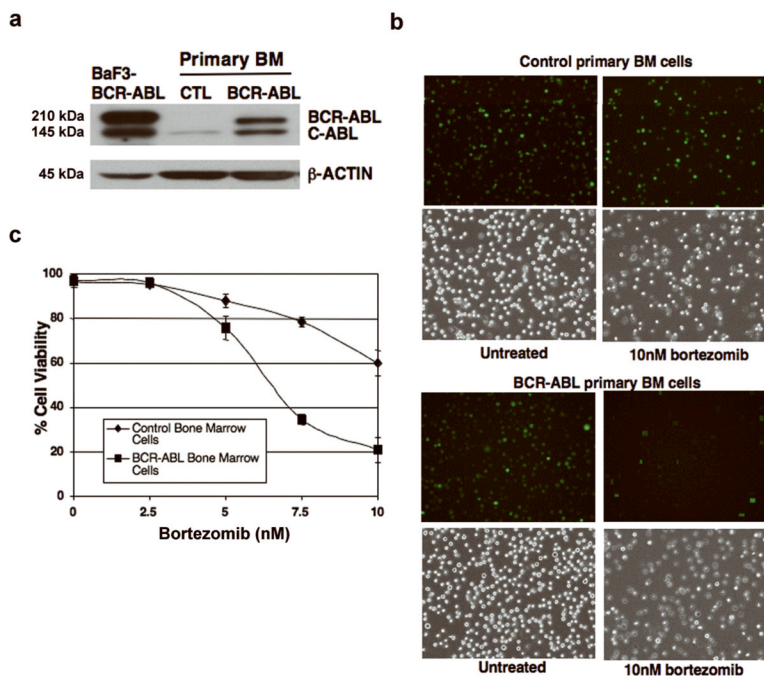 a
Primary BM
BaF3-
BCR-ABL
CTL
BCR-ABL
210 kDa
BCR-ABL
145 kDa
C-ABL
45 kDa
β-ACTIN
b
Control primary BM cells
Untreated
10nM bortezomib
BCR-ABL primary BM cells
Untreated
10nM bortezomib
c
100
80
60
40
20
0
% Cell Viability
Control Bone Marrow
Cells
BCR-ABL Bone Marrow
Cells
0
2.5
5
7.5
10
Bortezomib (nM)